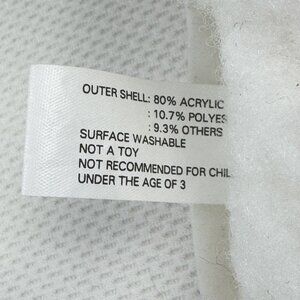 OUTER SHELL: 80% ACRYLIC
: 10.7% POLYES
: 9.3% OTHERS
SURFACE WASHABLE
NOT A TOY
NOT RECOMMENDED FOR CHIL
UNDER THE AGE OF 3